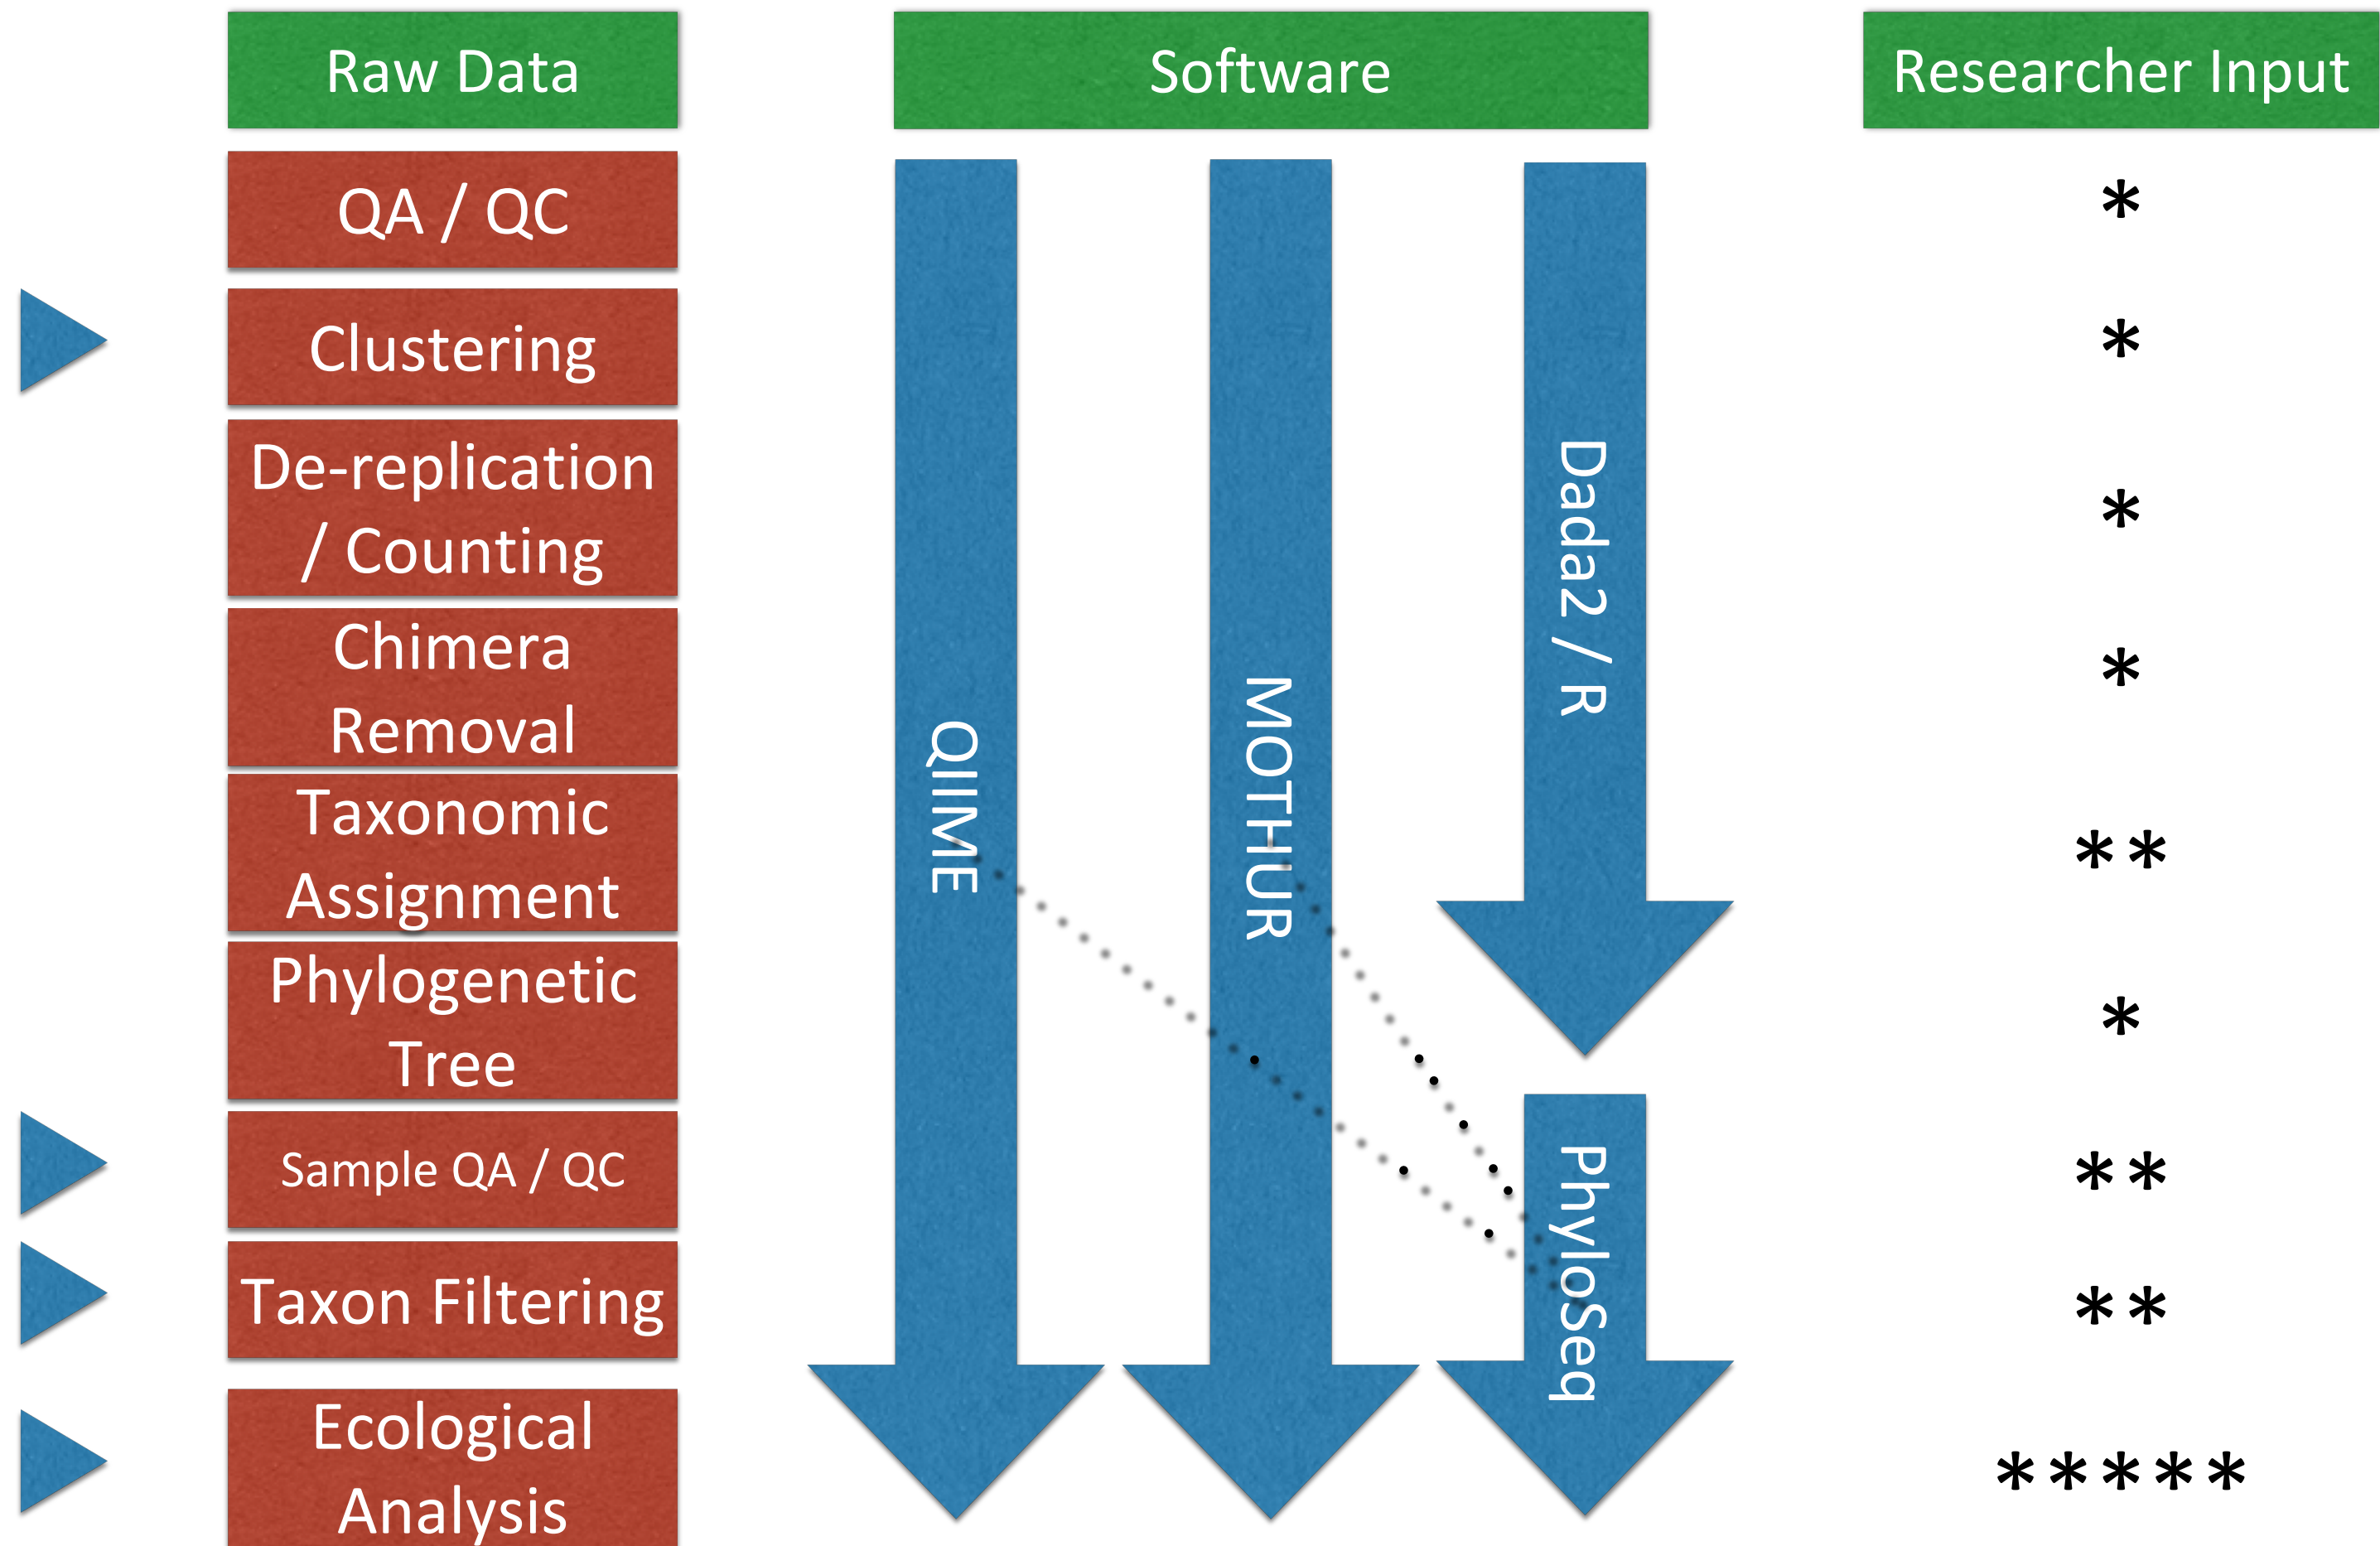 Raw Data
Software
Researcher Input
QA / QC
*
Clustering
*
De-replication
/ Counting
*
Chimera
Removal
*
Taxonomic
Assignment
**
Phylogenetic
Tree
*
Sample QA / QC
**
Taxon Filtering
**
Ecological
Analysis
*****
QIIME
MOTHUR
Dada2 / R
PhyloSeq